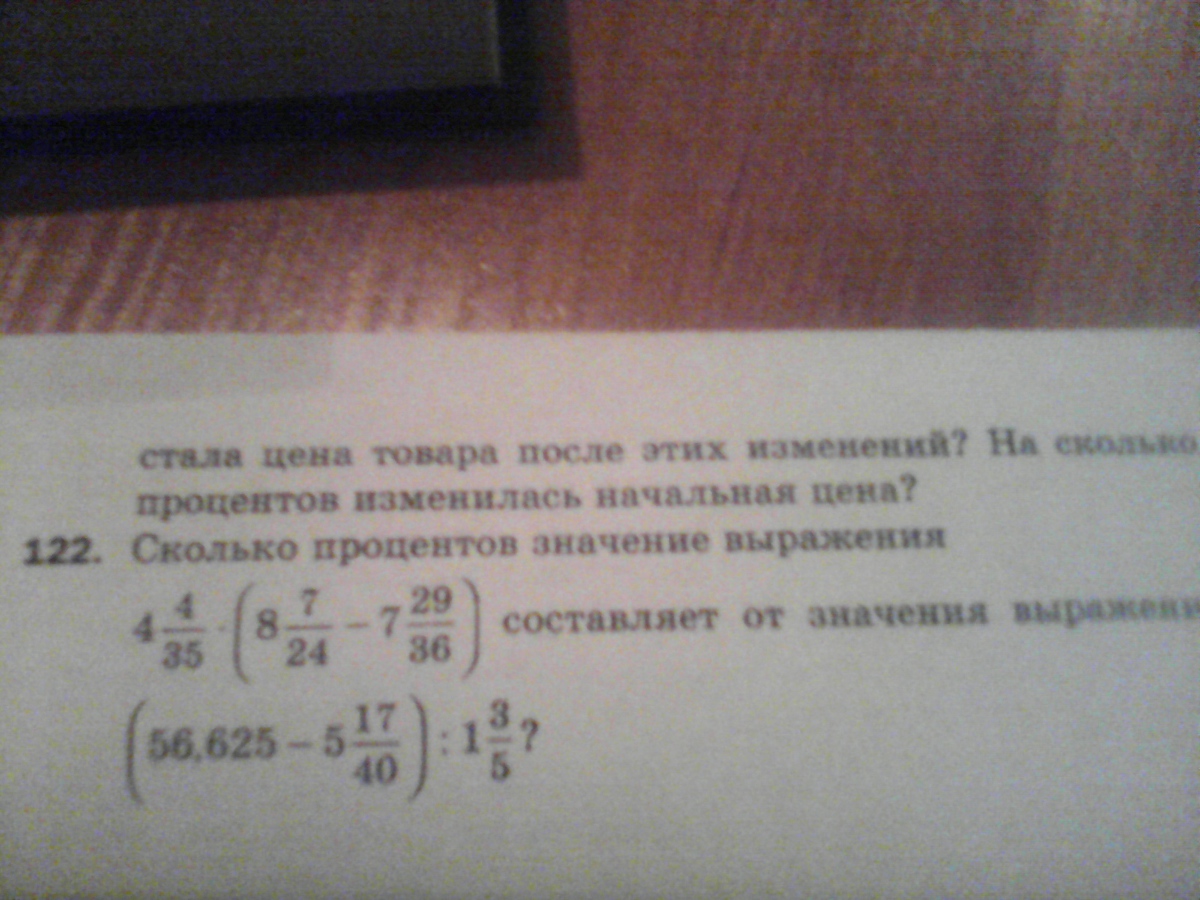 стала цена товара после этих изменений? На сколько
процентов изменилась начальная цена?
122. Сколько процентов значение выражения
4 4/35 · (8 7/24 − 7 29/36) составляет от значения выражени
(56,625 − 5 17/40) : 1 3/5 ?